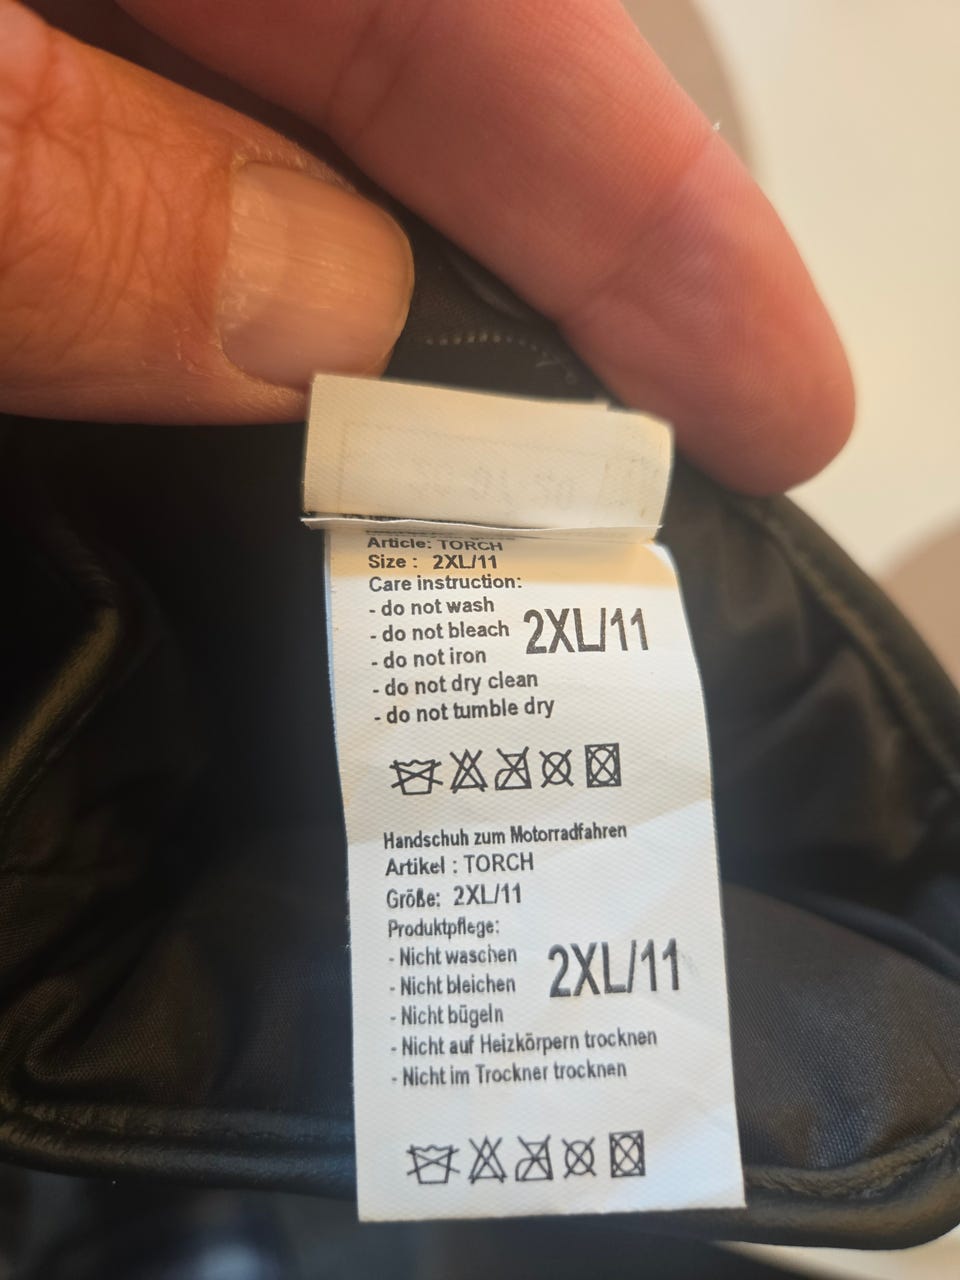 Article: TORCH
Size : 2XL/11
Care instruction:
- do not wash
- do not bleach
2XL/11
- do not iron
- do not dry clean
- do not tumble dry
Handschuh zum Motorradfahren
Artikel : TORCH
Größe: 2XL/11
Produktpflege:
- Nicht waschen
- Nicht bleichen
2XL/11
- Nicht bügeln
- Nicht auf Heizkörpern trocknen
- Nicht im Trockner trocknen